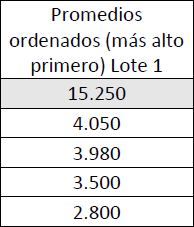 Promedios
ordenados (más alto
primero) Lote 1
15.250
4.050
3.980
3.500
2.800